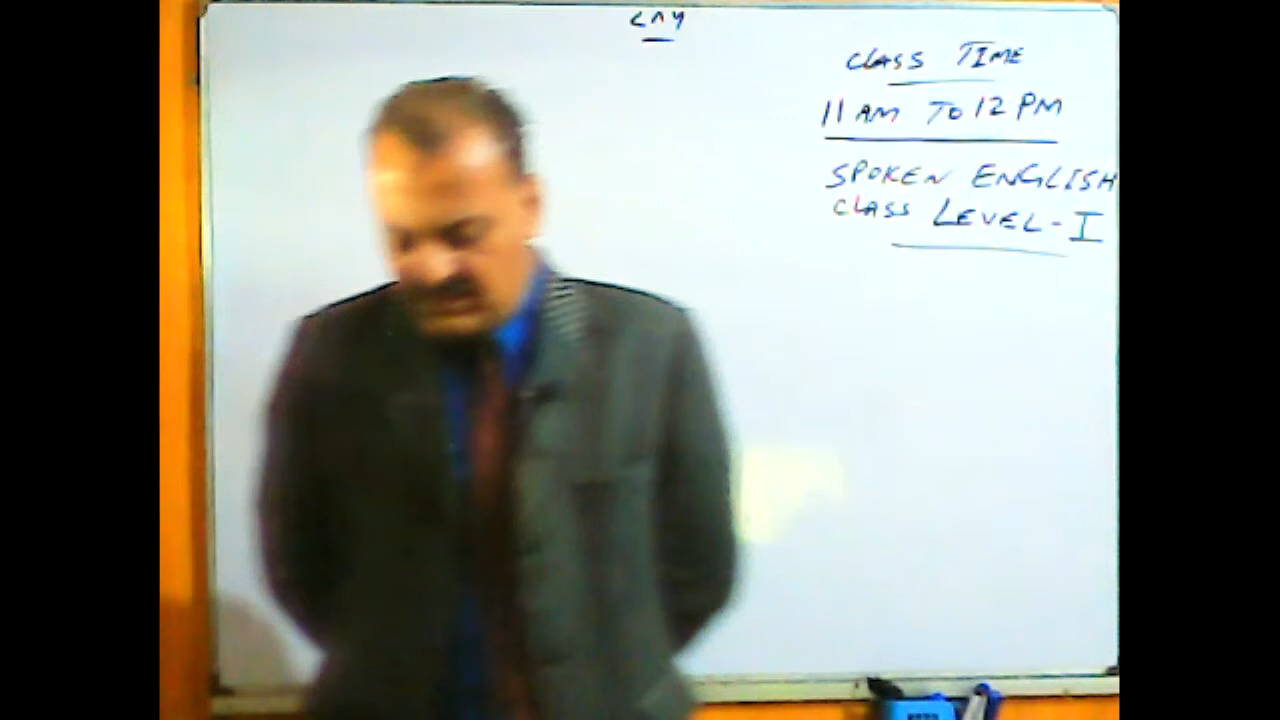 CLASS TIME
11 AM TO 12 PM
SPOKEN ENGLISH
CLASS LEVEL-I